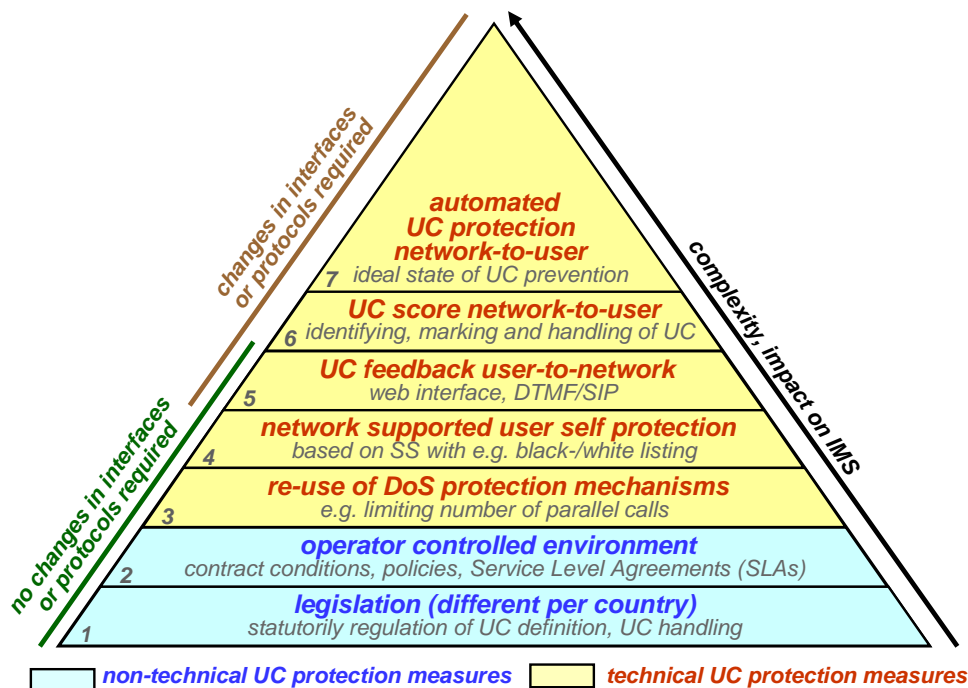 automated
UC protection
network-to-user
7 ideal state of UC prevention
UC score network-to-user
6 identifying, marking and handling of UC
UC feedback user-to-network
5 web interface, DTMF/SIP
network supported user self protection
4 based on SS with e.g. black-/white listing
re-use of DoS protection mechanisms
3 e.g. limiting number of parallel calls
operator controlled environment
2 contract conditions, policies, Service Level Agreements (SLAs)
legislation (different per country)
1 statutorily regulation of UC definition, UC handling
changes in interfaces
or protocols required
no changes in interfaces
or protocols required
complexity, impact on IMS
non-technical UC protection measures
technical UC protection measures